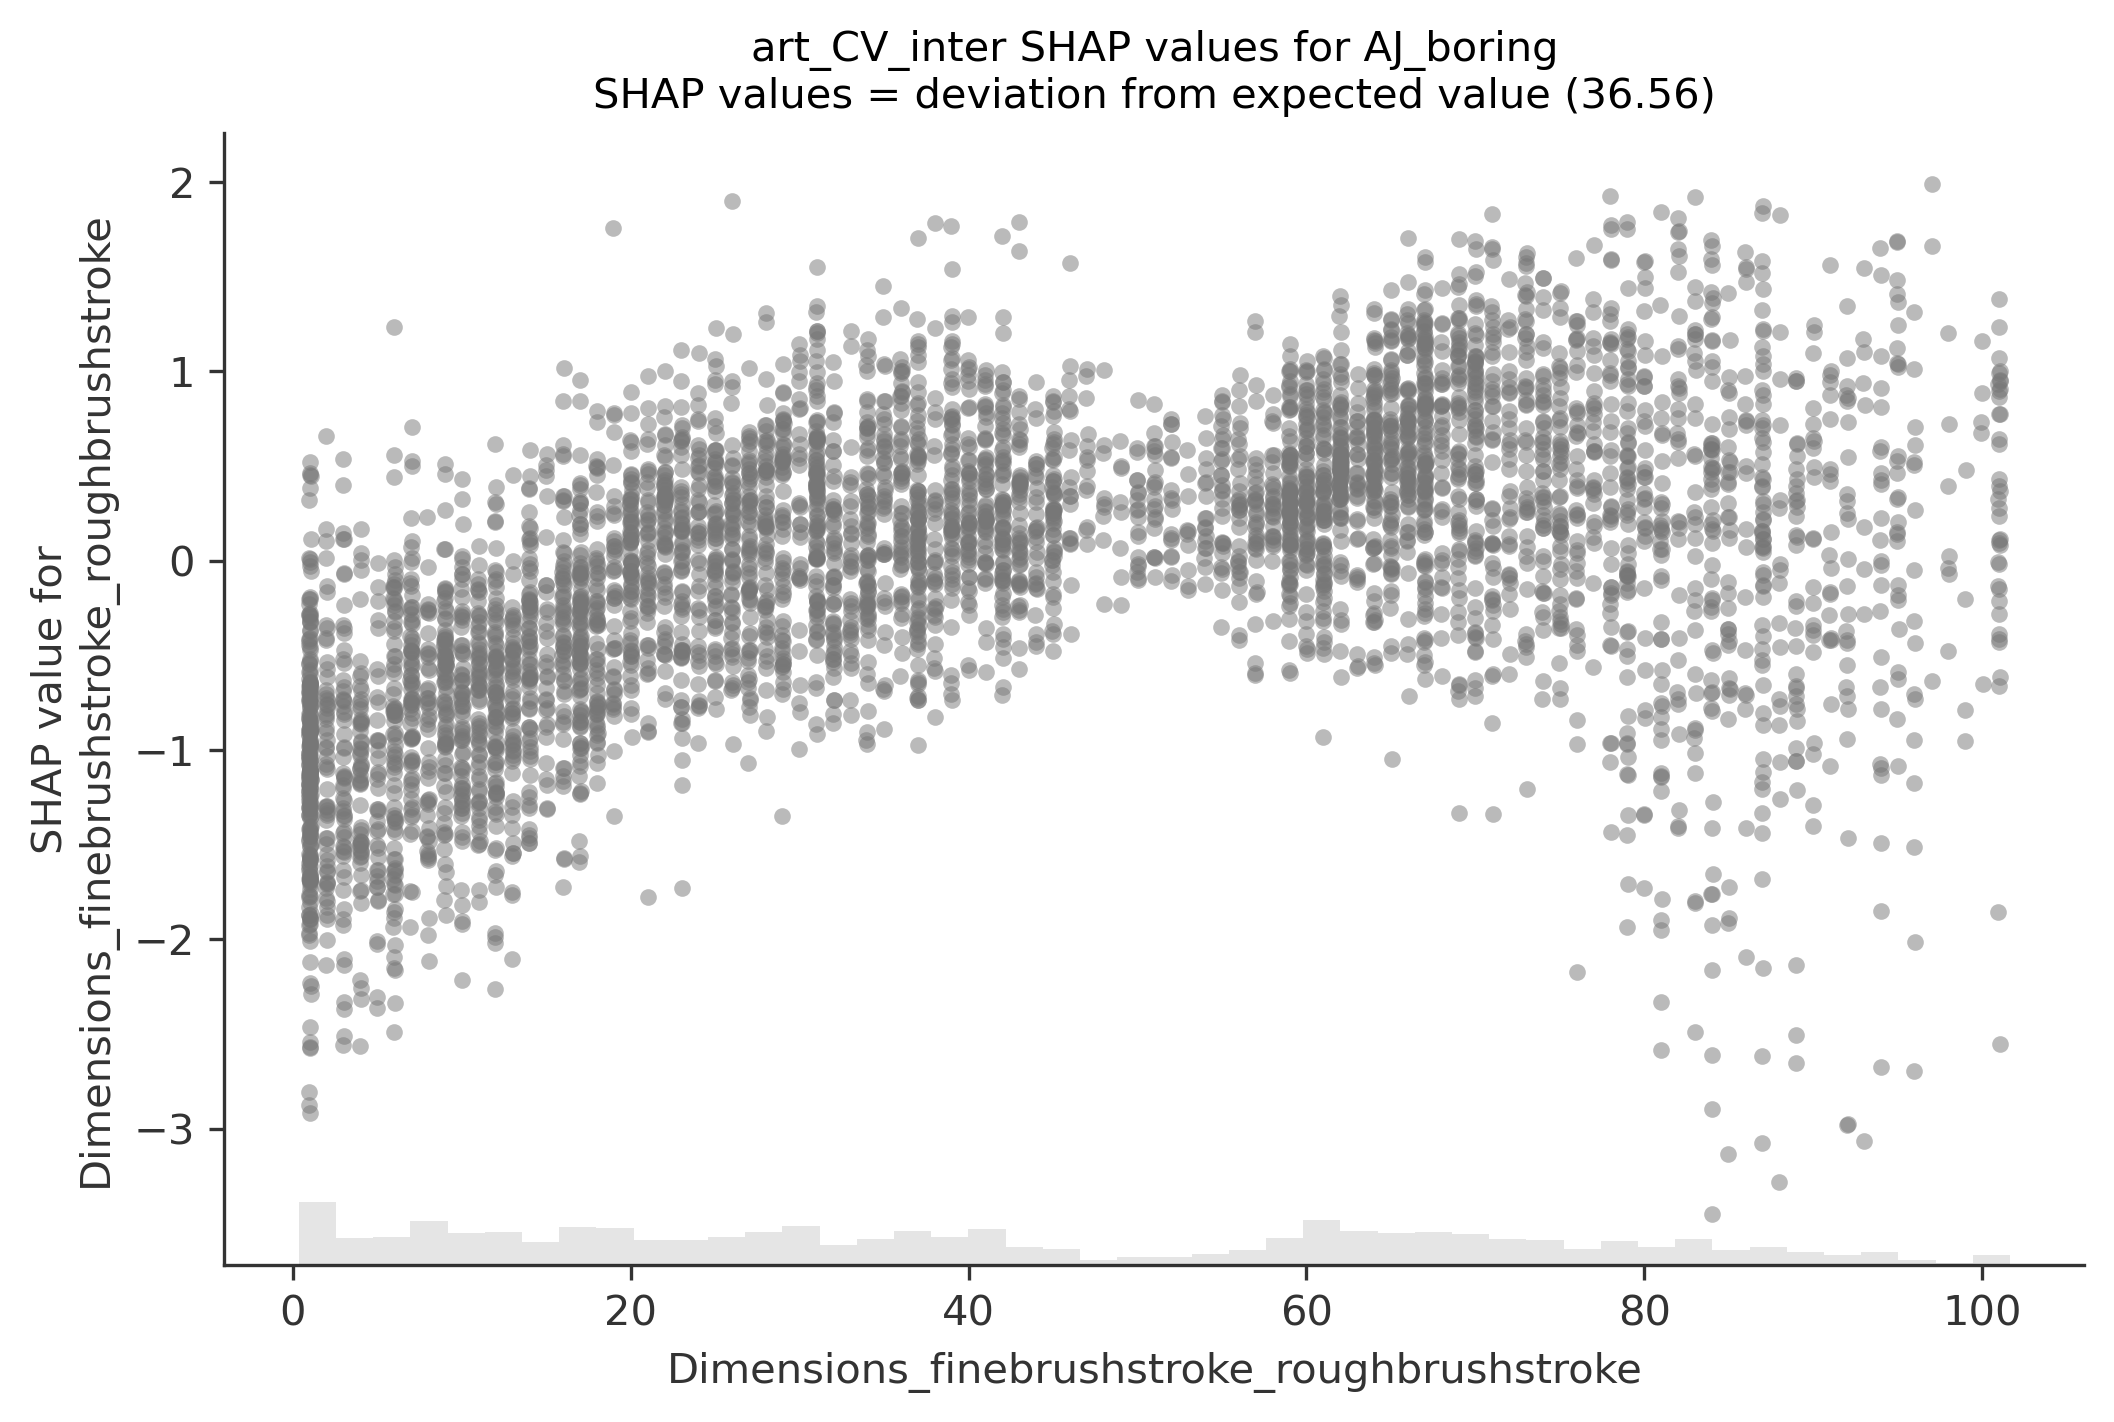 art_CV_inter SHAP values for AJ_boring
SHAP values = deviation from expected value (36.56)
SHAP value for
Dimensions_finebrushstroke_roughbrushstroke
2
1
0
−1
−2
−3
0 20 40 60 80 100
Dimensions_finebrushstroke_roughbrushstroke